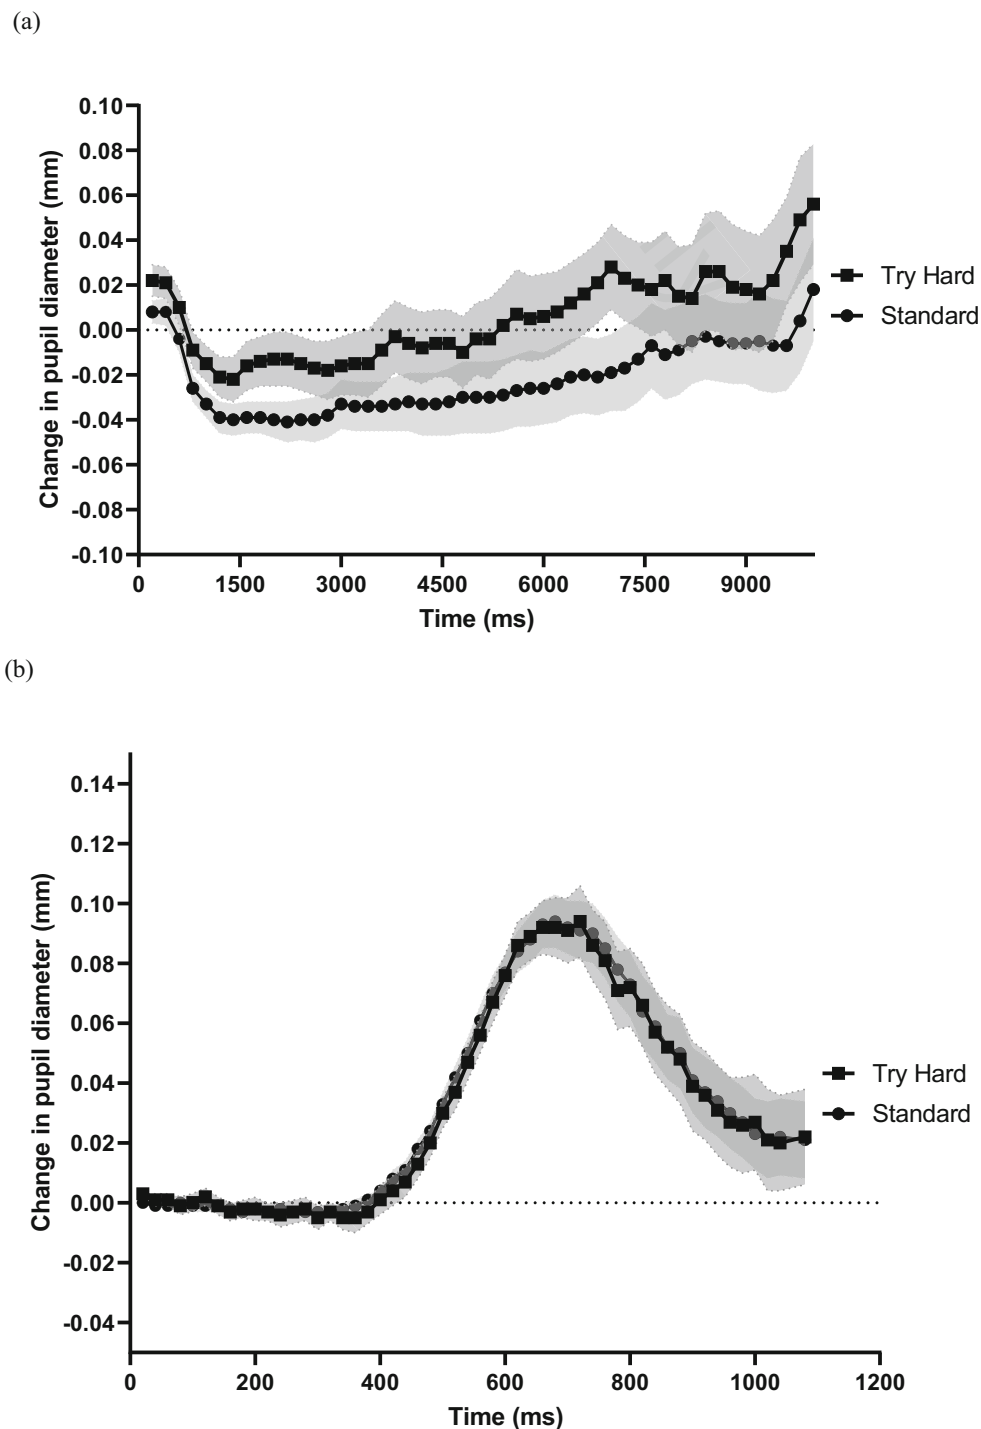 (a)
0.10
0.08
0.06
0.04
0.02
0.00
-0.02
-0.04
-0.06
-0.08
-0.10
Change in pupil diameter (mm)
0 1500 3000 4500 6000 7500 9000
Time (ms)
Try Hard
Standard
(b)
0.14
0.12
0.10
0.08
0.06
0.04
0.02
0.00
-0.02
-0.04
Change in pupil diameter (mm)
0 200 400 600 800 1000 1200
Time (ms)
Try Hard
Standard